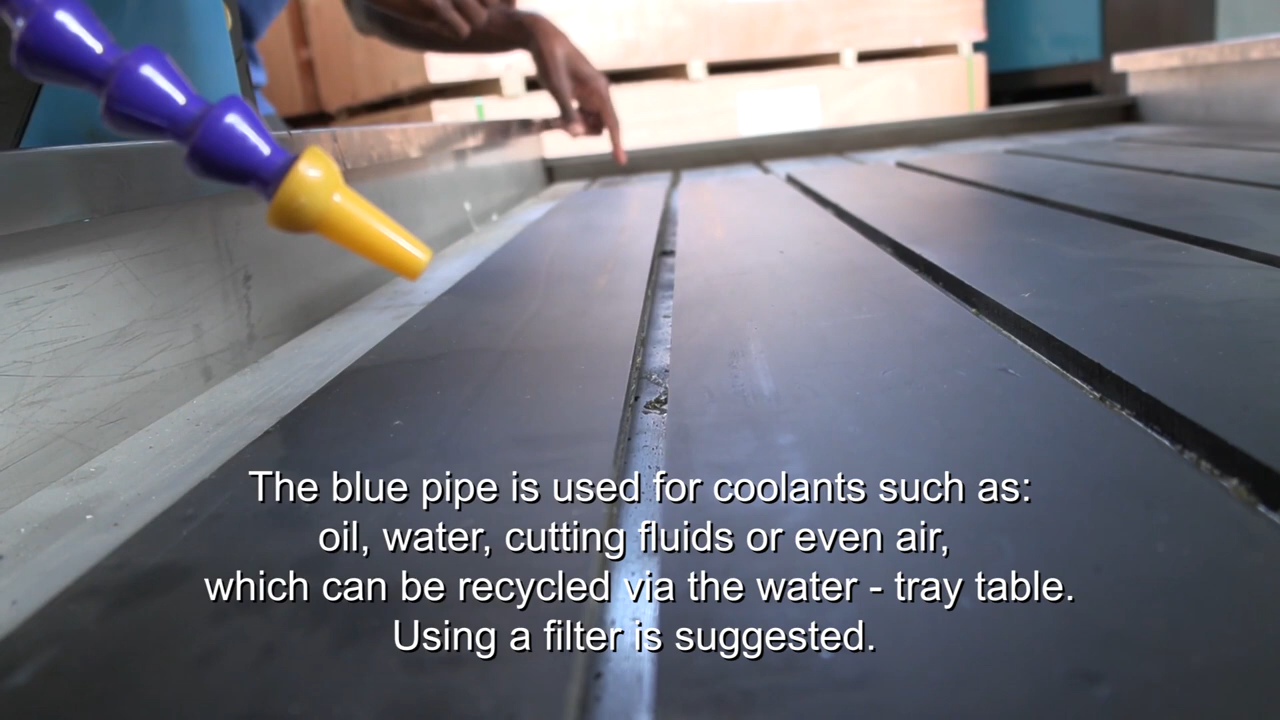 The blue pipe is used for coolants such as:
oil, water, cutting fluids or even air,
which can be recycled via the water - tray table.
Using a filter is suggested.